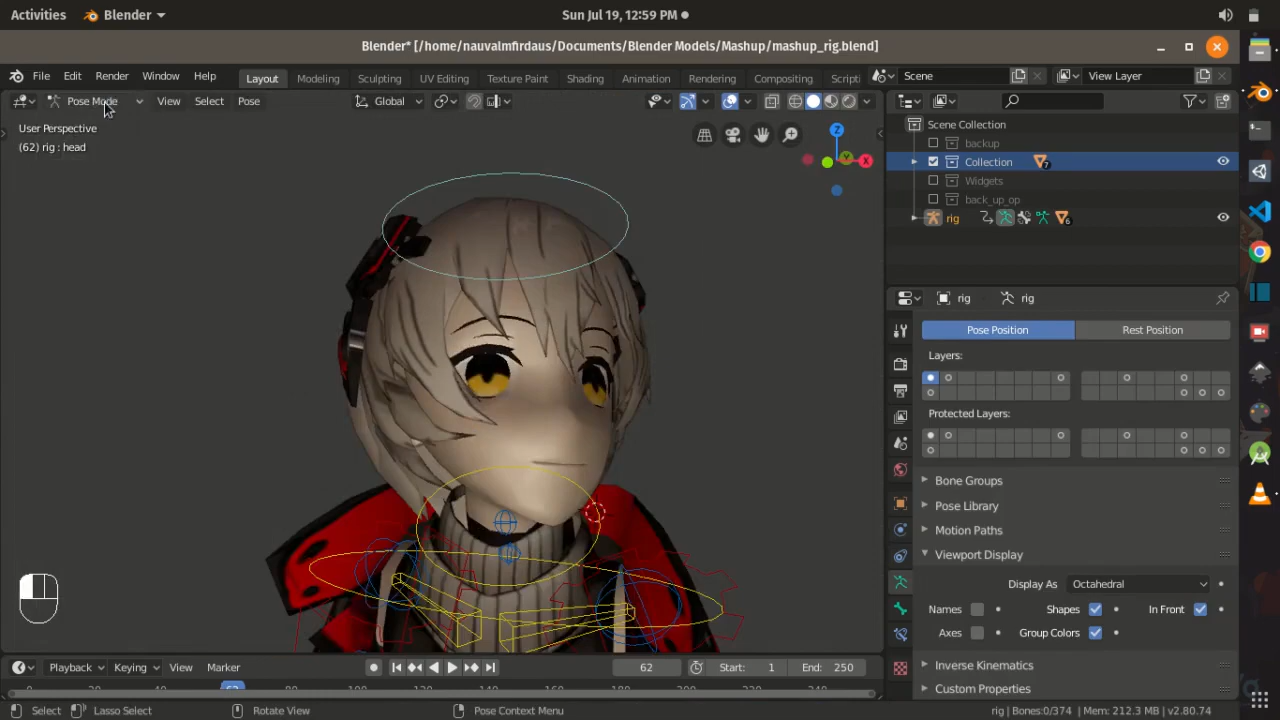 Activities Blender Sun Jul 19, 12:59 PM
Blender* [/home/nauvalmfirdaus/Documents/Blender Models/Mashup/mashup_rig.blend]
File Edit Render Window Help Layout Modeling Sculpting UV Editing Texture Paint Shading Animation Rendering Compositing Scripti Scene View Layer
Pose Mode View Select Pose Global
User Perspective
(62) rig : head
Z
X
Y
Scene Collection
backup
Collection 7
Widgets
back_up_op
rig 6
rig rig
Pose Position Rest Position
Layers:
Protected Layers:
Bone Groups
Pose Library
Motion Paths
Viewport Display
Display As Octahedral
Names Shapes In Front
Axes Group Colors
Inverse Kinematics
Custom Properties
Playback Keying View Marker 62 Start: 1 End: 250
Select Lasso Select Rotate View Pose Context Menu rig | Bones:0/374 | Mem: 212.3 MB | v2.80.74